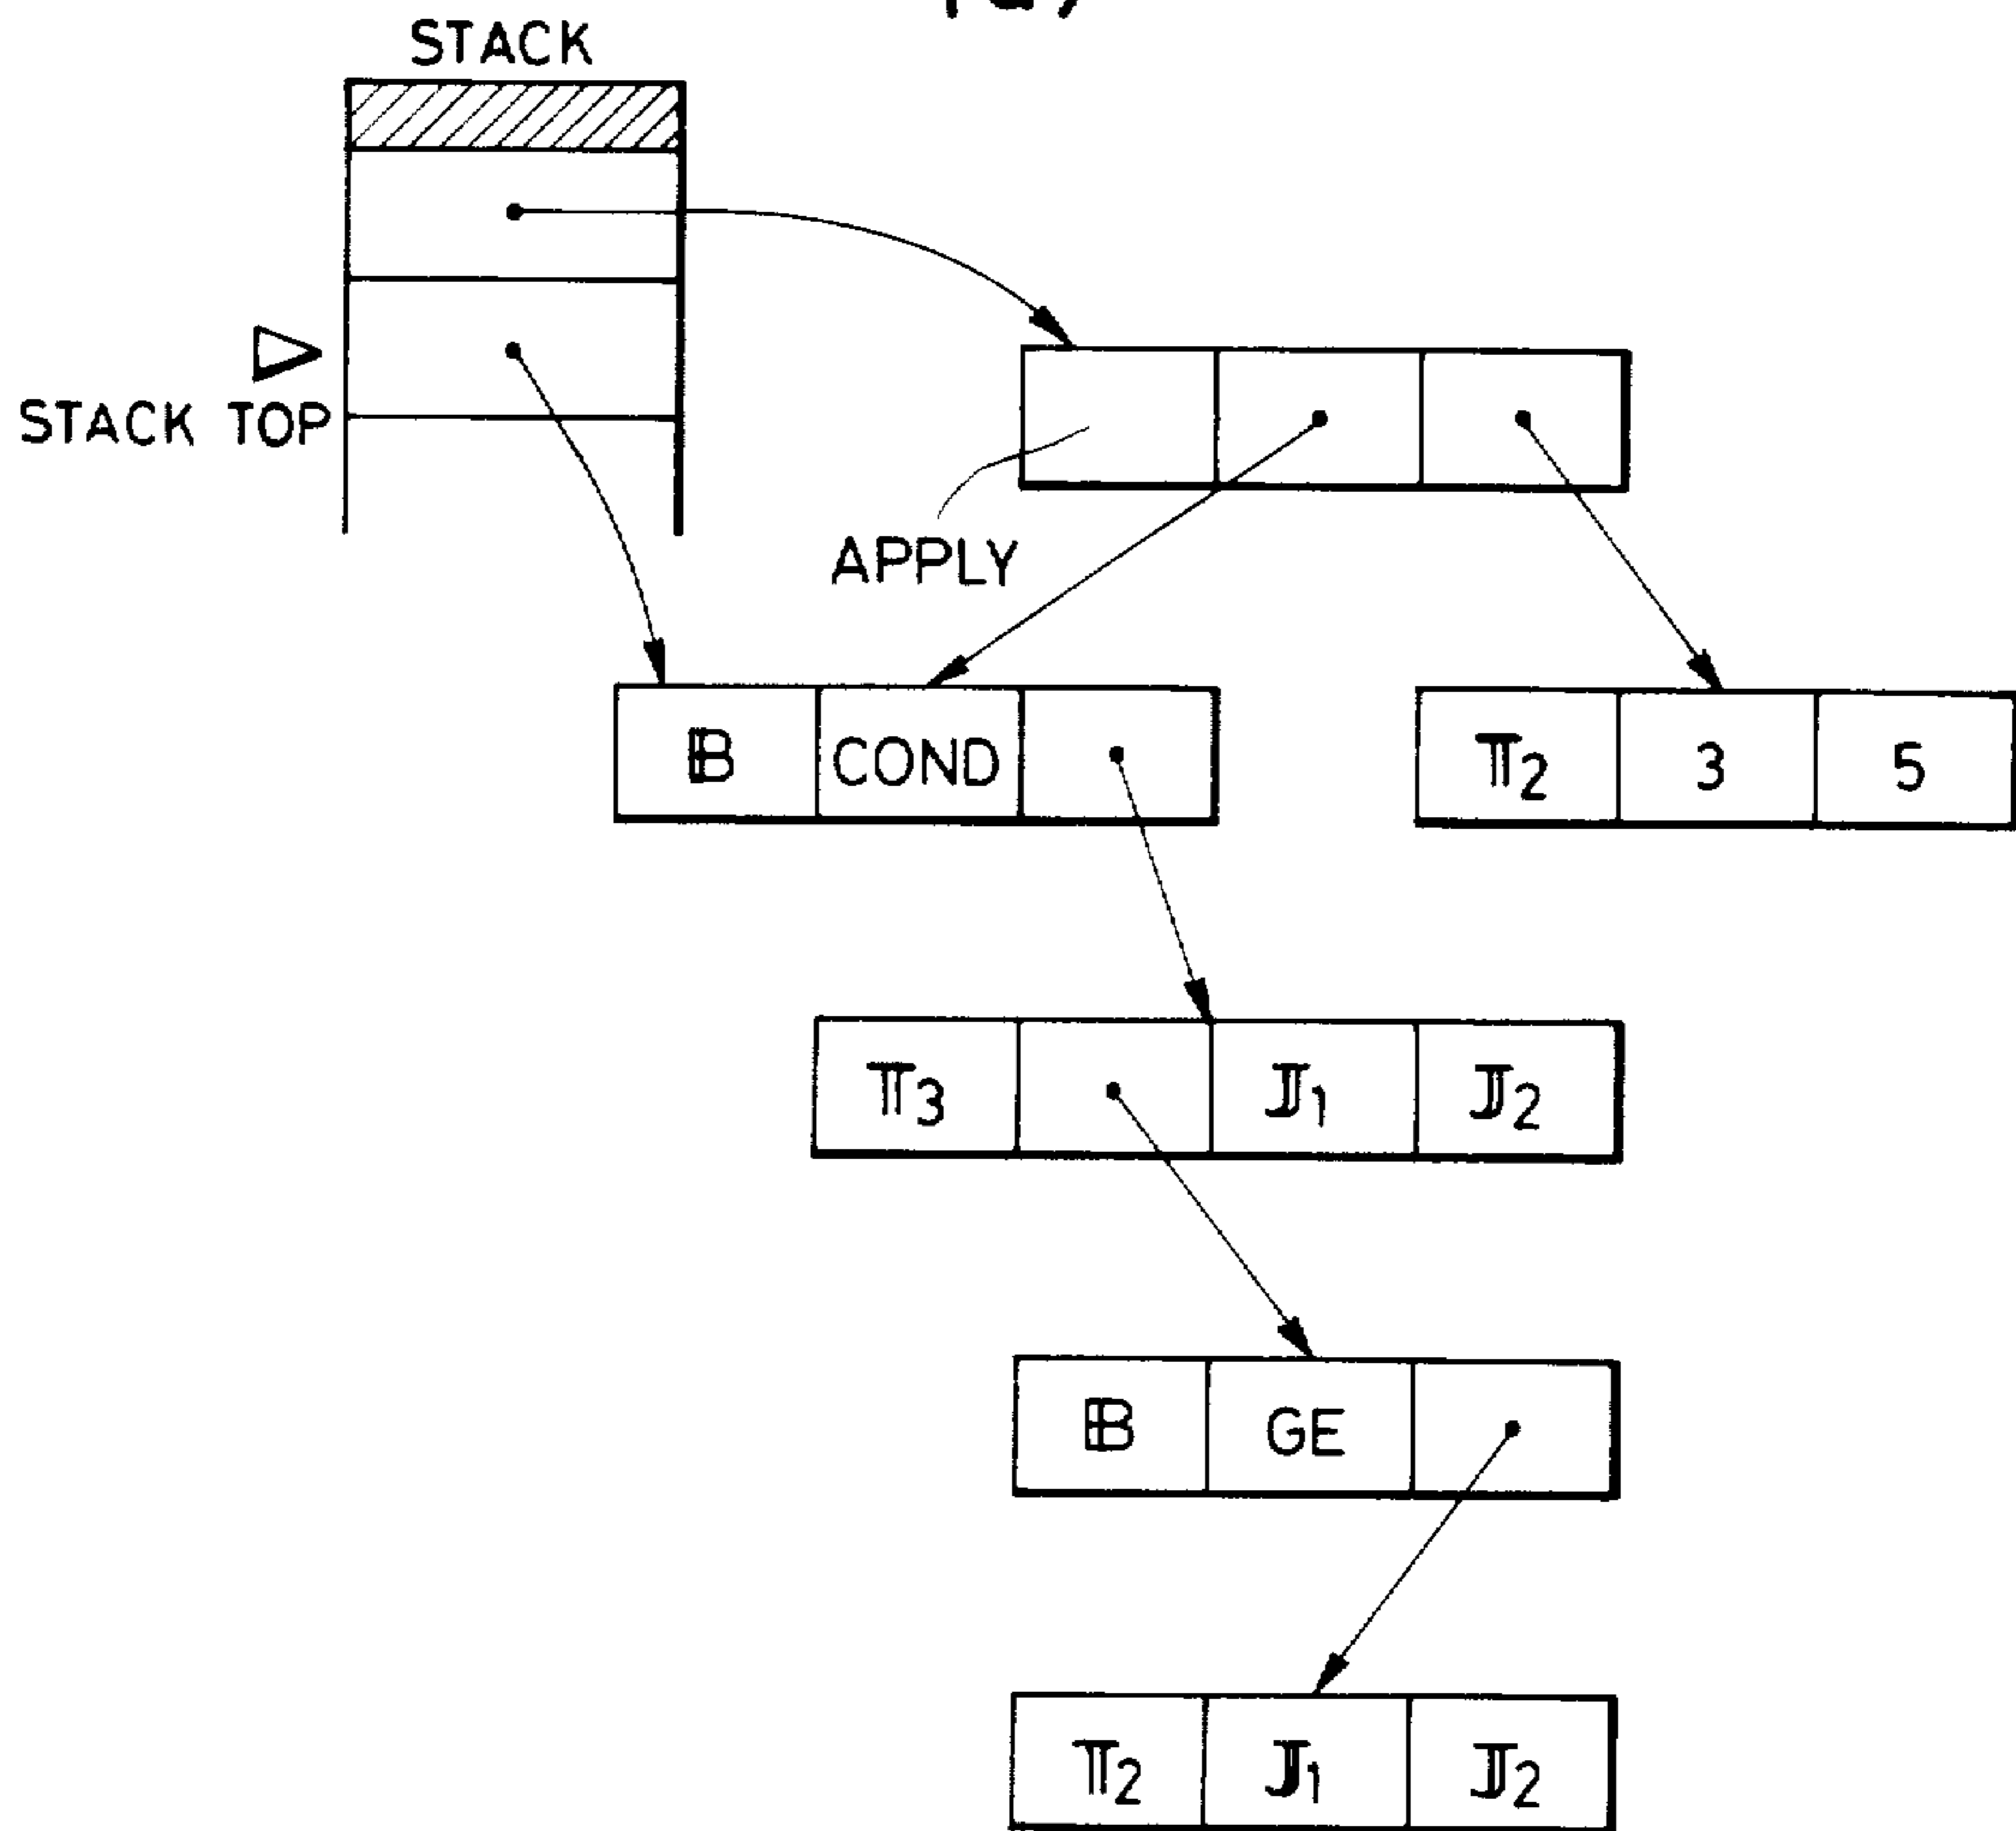 STACK
STACK TOP
APPLY
𝔹 COND
𝕋2 3 5
𝕋3 𝕁1 𝕁2
𝔹 GE
𝕋2 𝕁1 𝕁2